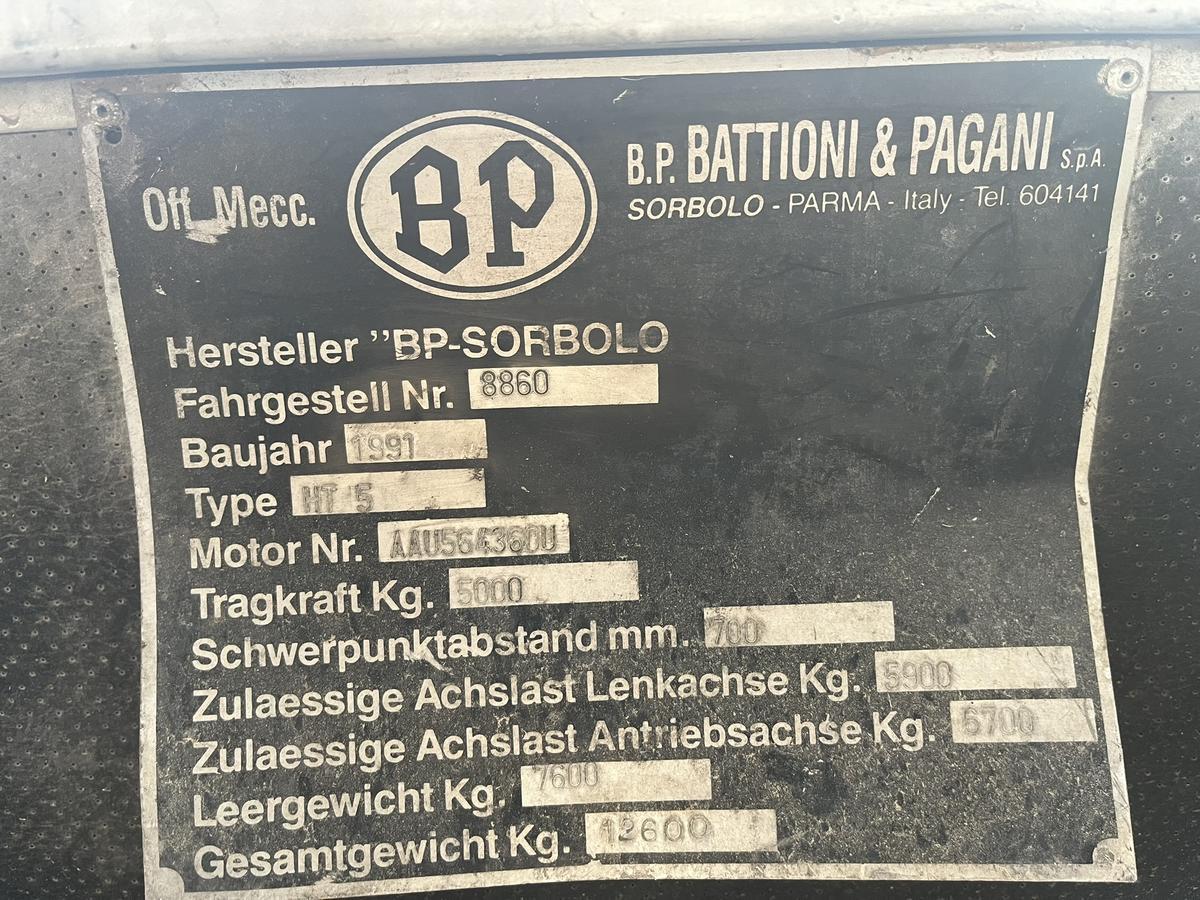 Off. Mecc.
BP
B.P. BATTIONI & PAGANI S.p.A.
SORBOLO - PARMA - Italy - Tel. 604141
Hersteller "BP-SORBOLO
Fahrgestell Nr. 8860
Baujahr 1991
Type HT 5
Motor Nr. AAU564360U
Tragkraft Kg. 5000
Schwerpunktabstand mm. 700
Zulaessige Achslast Lenkachse Kg. 5900
Zulaessige Achslast Antriebsachse Kg. 6700
Leergewicht Kg. 7600
Gesamtgewicht Kg. 12600